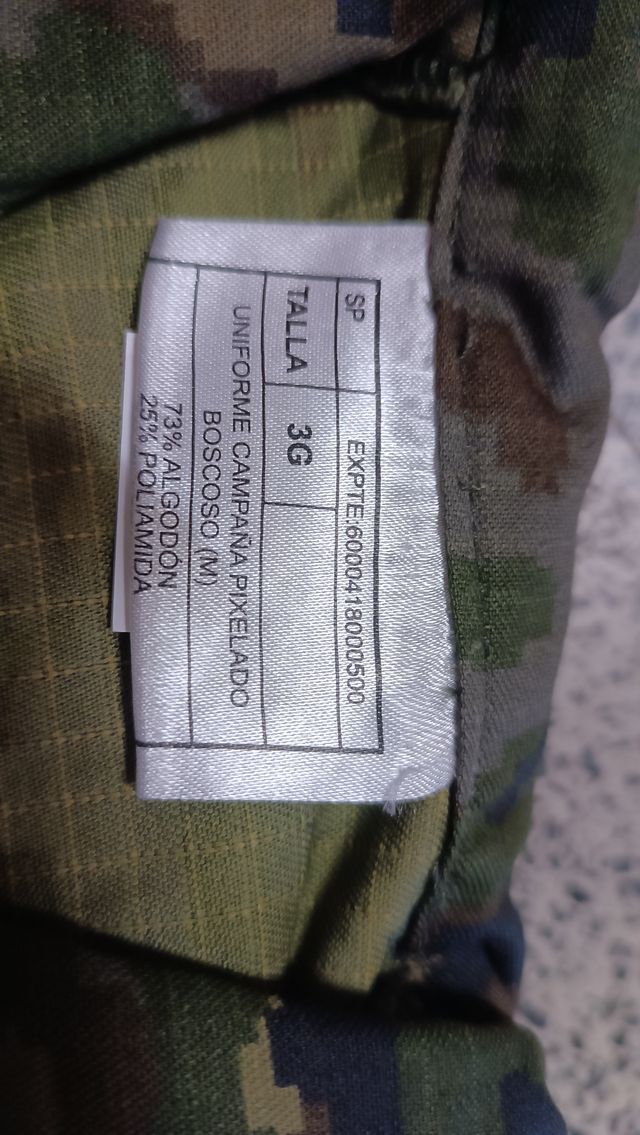 SP EXPTE:6000418000500
TALLA 3G
UNIFORME CAMPAÑA PIXELADO
BOSCOSO (M)
73% ALGODÓN
25% POLIAMIDA